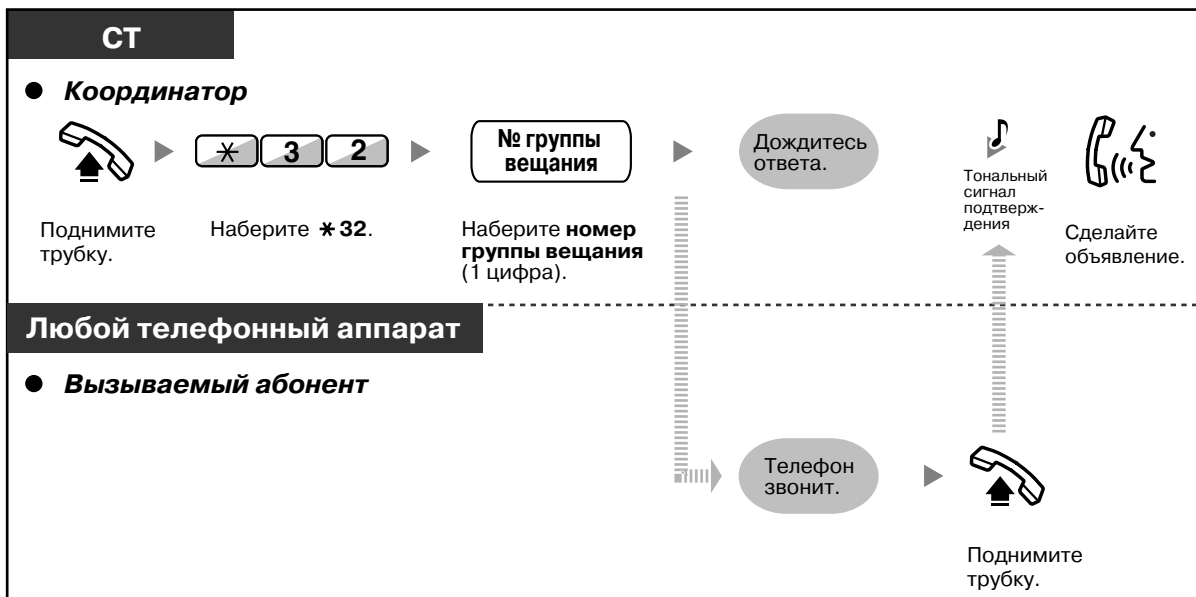 СТ
Координатор
✱ 3 2
№ группы
вещания
Дождитесь
ответа.
Тональный
сигнал
подтверж-
дения
Поднимите
трубку.
Наберите ✱32.
Наберите номер
группы вещания
(1 цифра).
Сделайте
объявление.
Любой телефонный аппарат
Вызываемый абонент
Телефон
звонит.
Поднимите
трубку.